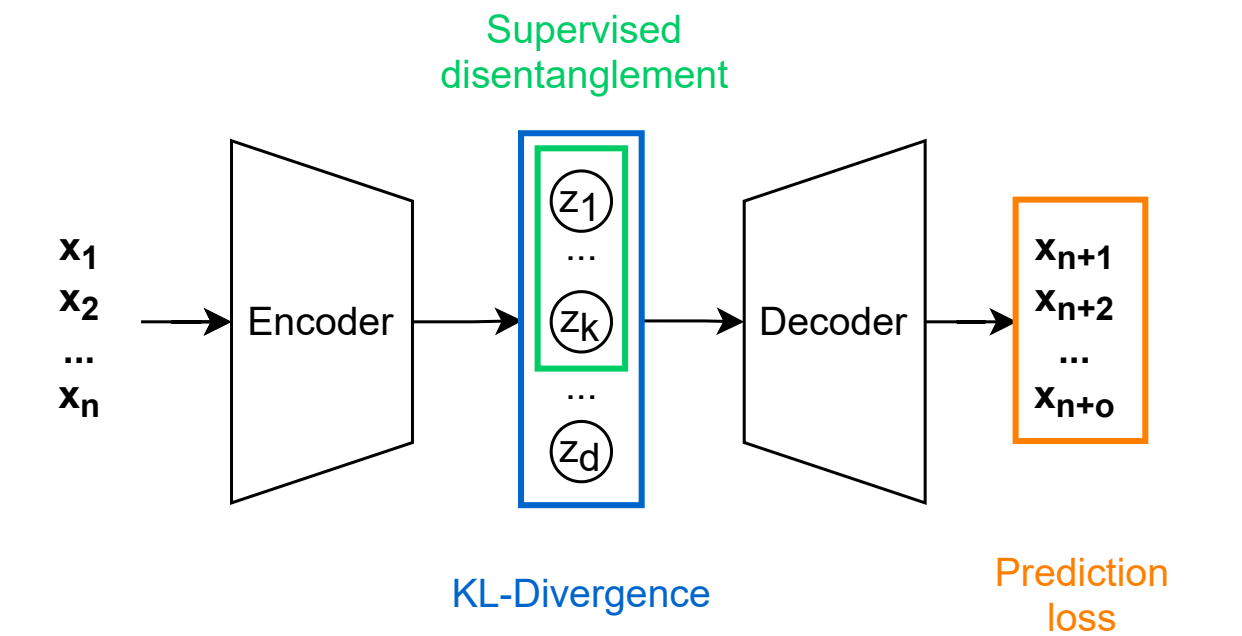 Supervised
disentanglement
x1
x2
...
xn
Encoder
z1
...
zk
...
zd
Decoder
xn+1
xn+2
...
xn+o
KL-Divergence
Prediction
loss